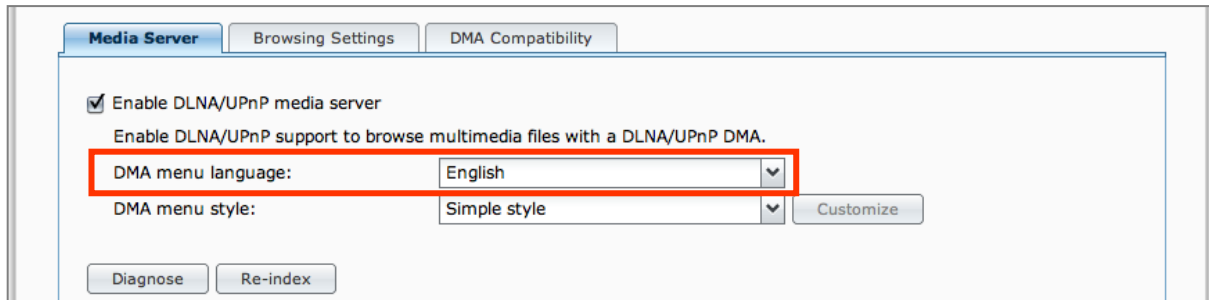 Media Server Browsing Settings DMA Compatibility
Enable DLNA/UPnP media server
Enable DLNA/UPnP support to browse multimedia files with a DLNA/UPnP DMA.
DMA menu language: English
DMA menu style: Simple style Customize
Diagnose Re-index